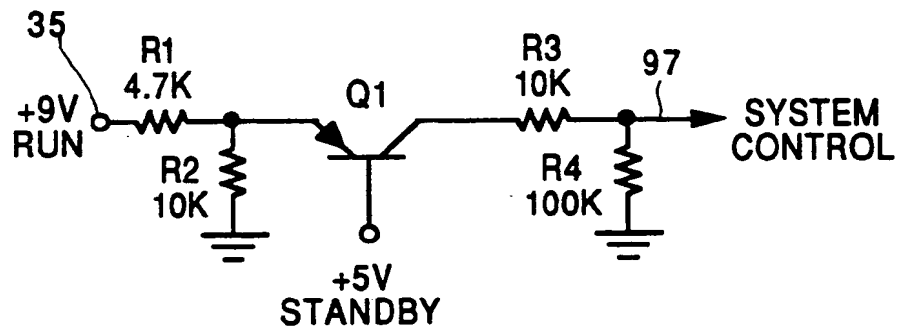 35
R1
4.7K
+9V
RUN
R2
10K
Q1
+5V
STANDBY
R3
10K
97
R4
100K
SYSTEM
CONTROL